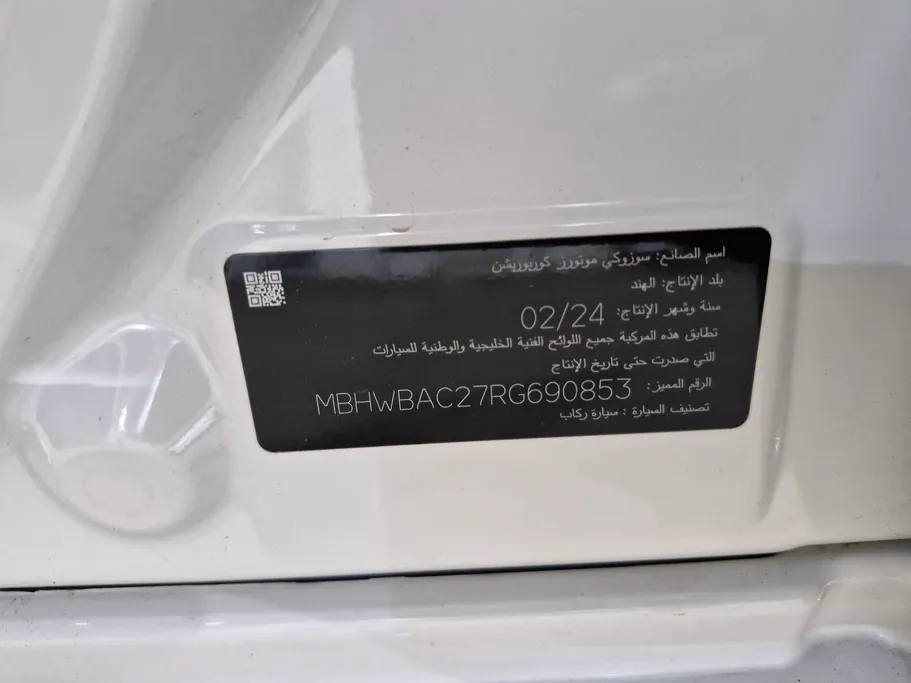 اسم الصانع: سوزوكي موتورز كوربوريشن
بلد الإنتاج: الهند
سنة وشهر الإنتاج: 02/24
تطابق هذه المركبة جميع اللوائح الفنية الخليجية والوطنية للسيارات
التي صدرت حتى تاريخ الإنتاج
الرقم المميز: MBHWBAC27RG690853
تصنيف السيارة : سيارة ركاب